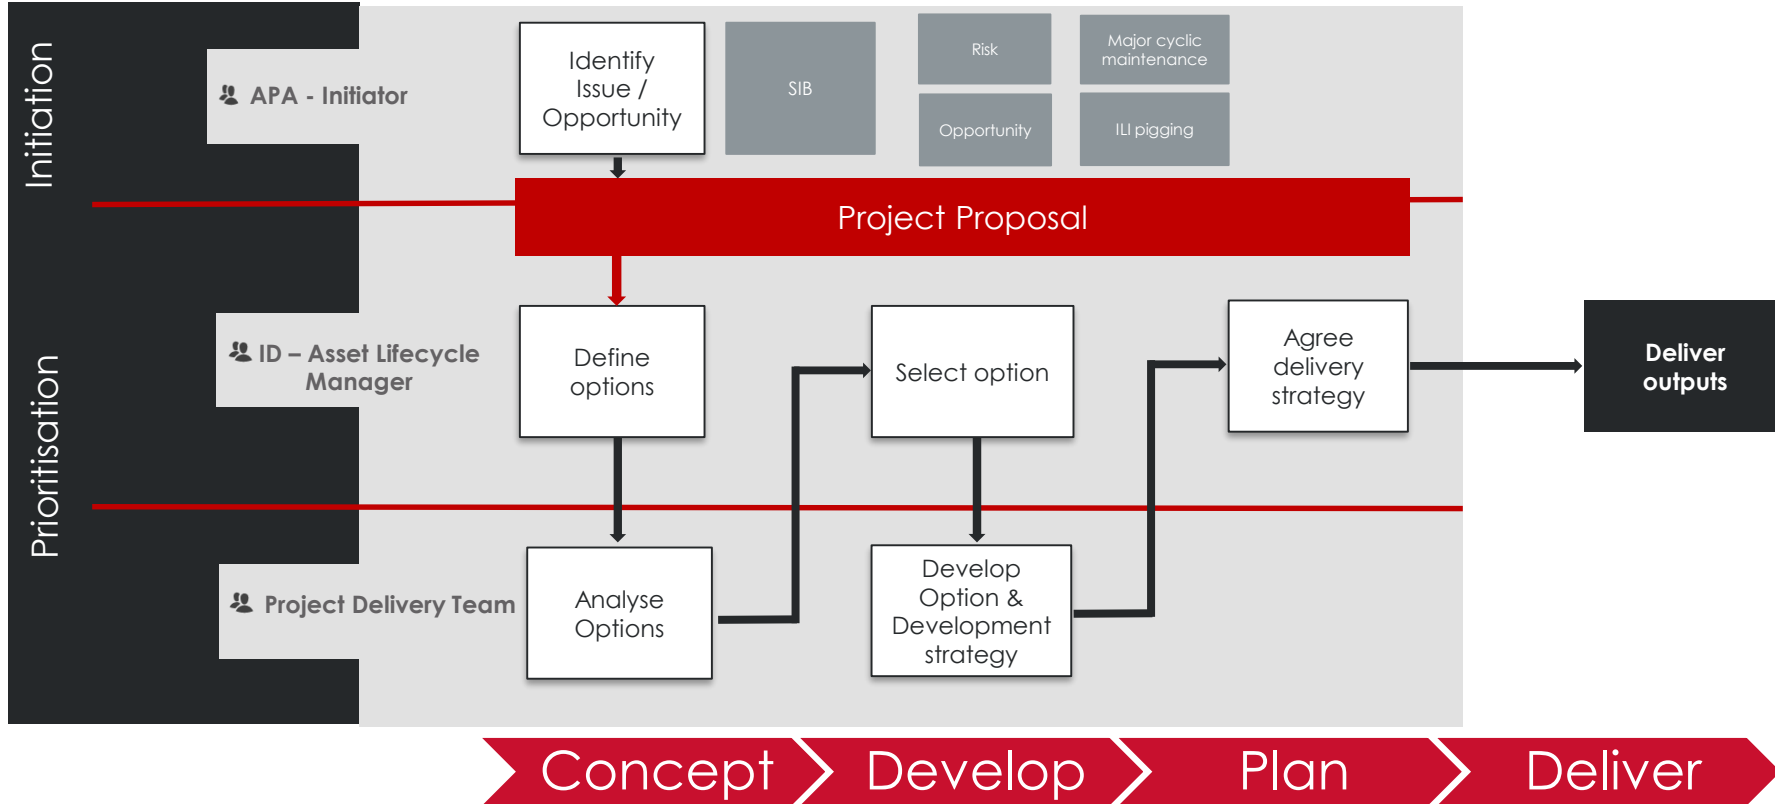 Initiation
APA - Initiator
Identify
Issue /
Opportunity
SIB
Risk
Major cyclic
maintenance
Opportunity
ILI pigging
Project Proposal
Prioritisation
ID – Asset Lifecycle
Manager
Define
options
Select option
Agree
delivery
strategy
Deliver
outputs
Project Delivery Team
Analyse
Options
Develop
Option &
Development
strategy
Concept
Develop
Plan
Deliver